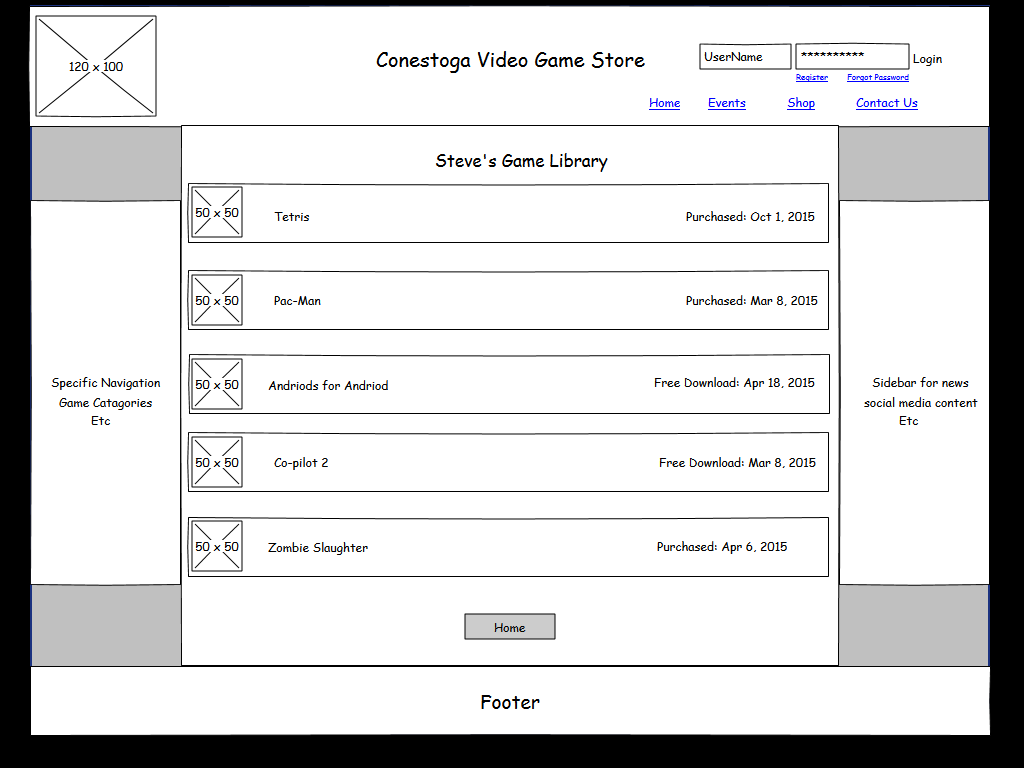 120 x 100
Conestoga Video Game Store
UserName
**********
Login
Register
Forgot Password
Home
Events
Shop
Contact Us
Steve's Game Library
50 x 50
Tetris
Purchased: Oct 1, 2015
50 x 50
Pac-Man
Purchased: Mar 8, 2015
50 x 50
Andriods for Andriod
Free Download: Apr 18, 2015
50 x 50
Co-pilot 2
Free Download: Mar 8, 2015
50 x 50
Zombie Slaughter
Purchased: Apr 6, 2015
Specific Navigation
Game Catagories
Etc
Sidebar for news
social media content
Etc
Home
Footer